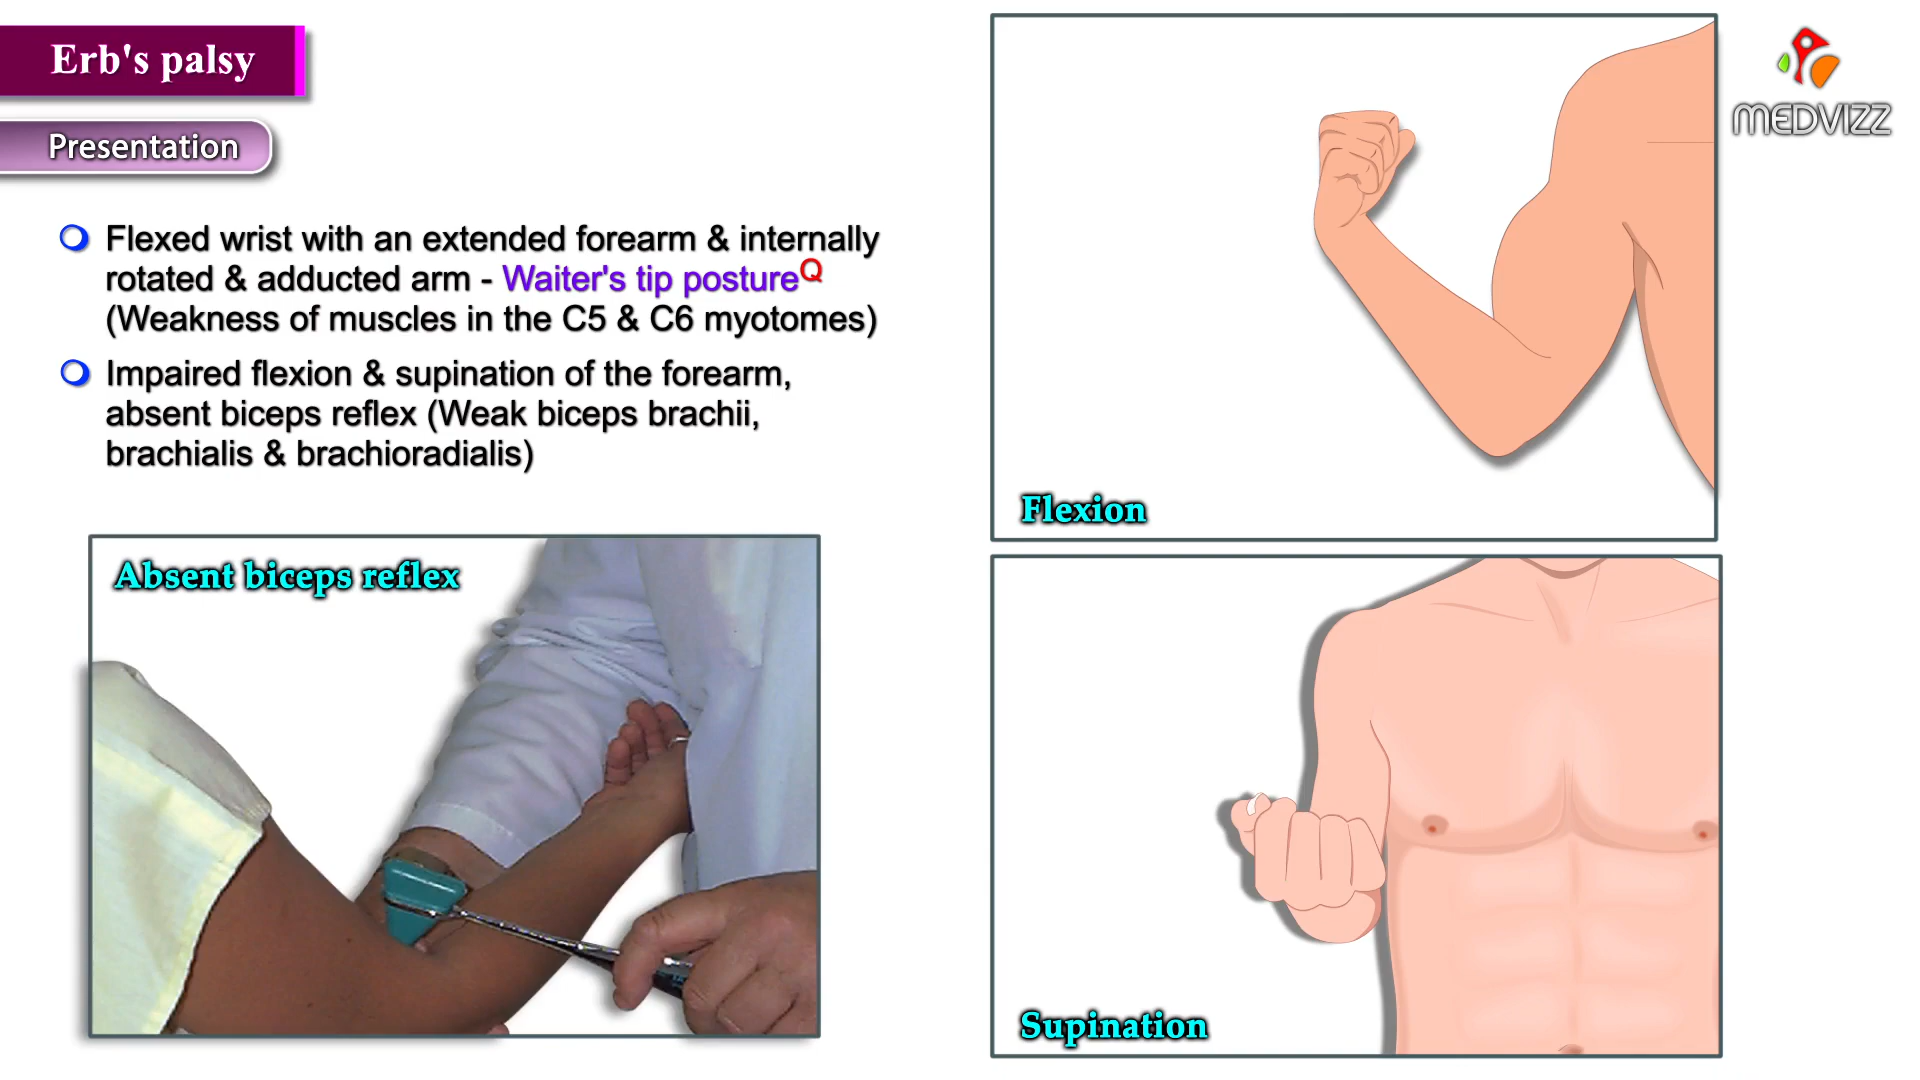 Erb's palsy
Presentation
Flexed wrist with an extended forearm & internally
rotated & adducted arm - Waiter's tip postureQ
(Weakness of muscles in the C5 & C6 myotomes)
Impaired flexion & supination of the forearm,
absent biceps reflex (Weak biceps brachii,
brachialis & brachioradialis)
Absent biceps reflex
Flexion
Supination
MEDVIZZ